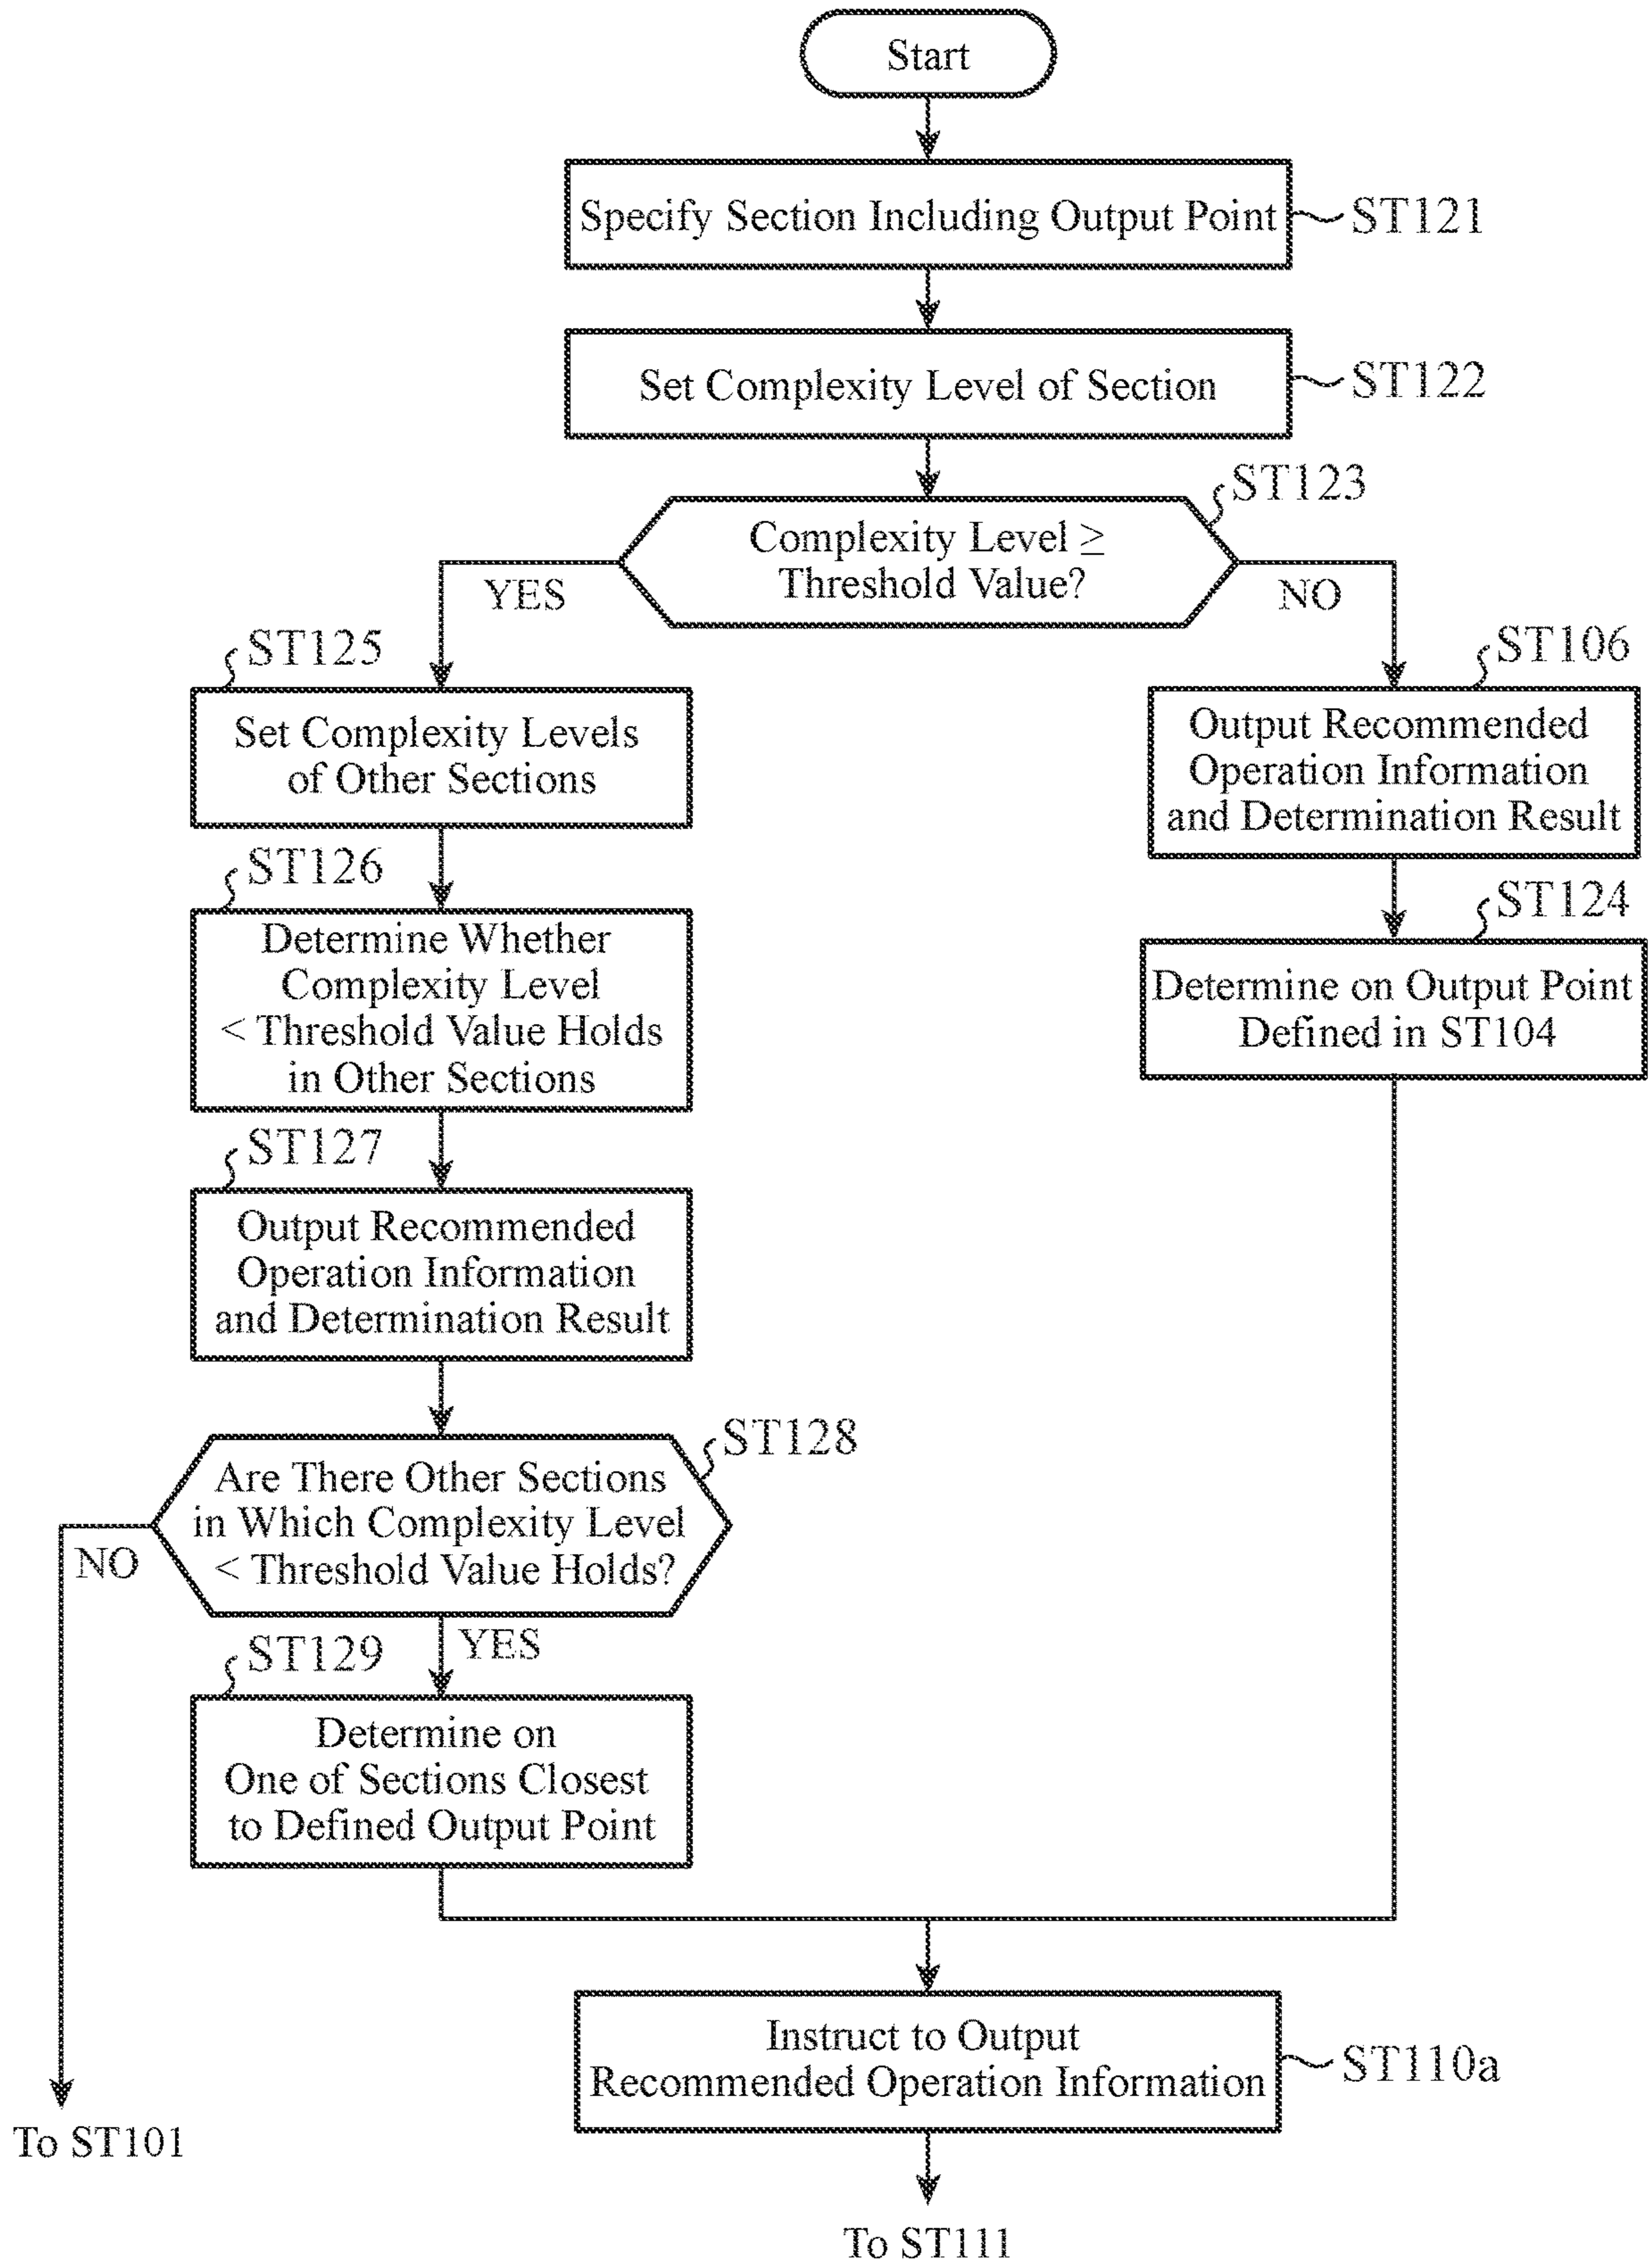 Start
Specify Section Including Output Point
ST121
Set Complexity Level of Section
ST122
ST123
Complexity Level ≥
Threshold Value?
YES
NO
ST125
Set Complexity Levels
of Other Sections
ST106
Output Recommended
Operation Information
and Determination Result
ST126
Determine Whether
Complexity Level
< Threshold Value Holds
in Other Sections
ST124
Determine on Output Point
Defined in ST104
ST127
Output Recommended
Operation Information
and Determination Result
ST128
Are There Other Sections
in Which Complexity Level
< Threshold Value Holds?
NO
YES
ST129
Determine on
One of Sections Closest
to Defined Output Point
Instruct to Output
Recommended Operation Information
ST110a
To ST101
To ST111